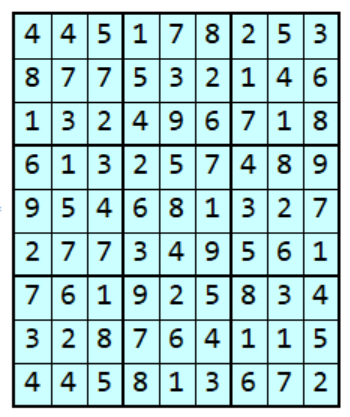 4 4 5 1 7 8 2 5 3
8 7 7 5 3 2 1 4 6
1 3 2 4 9 6 7 1 8
6 1 3 2 5 7 4 8 9
9 5 4 6 8 1 3 2 7
2 7 7 3 4 9 5 6 1
7 6 1 9 2 5 8 3 4
3 2 8 7 6 4 1 1 5
4 4 5 8 1 3 6 7 2